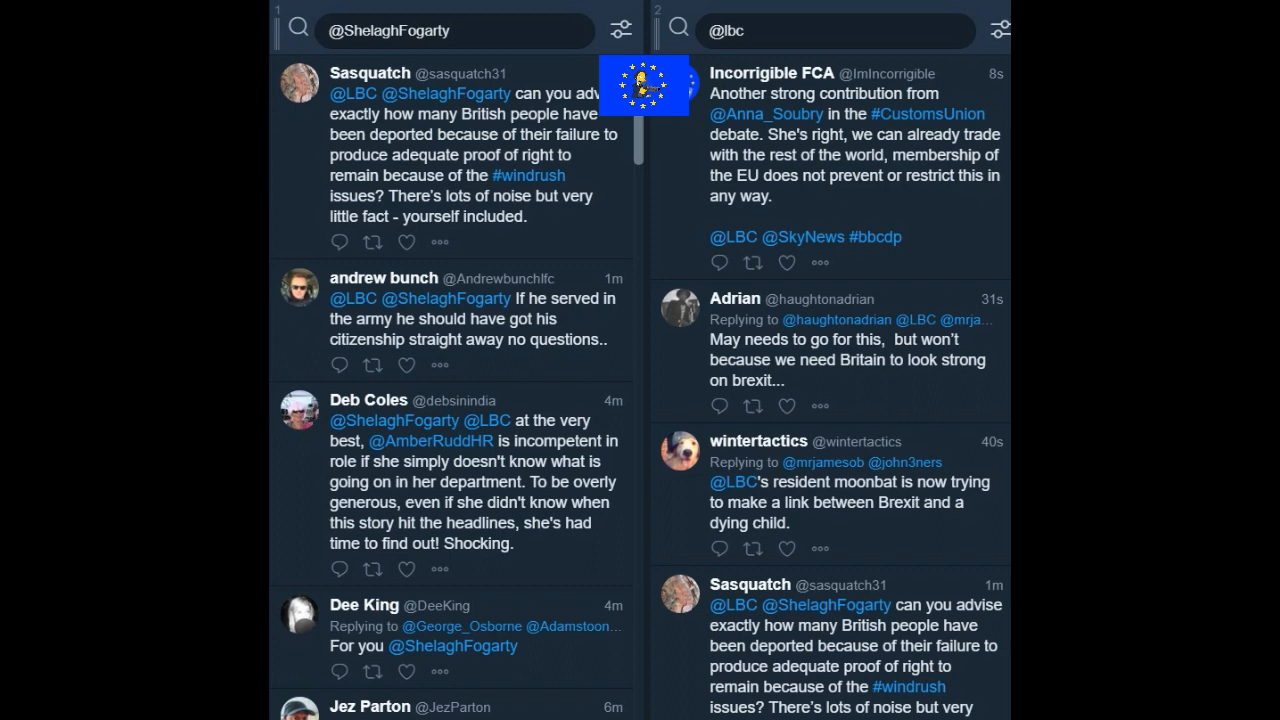 1
@ShelaghFogarty
Sasquatch @sasquatch31
@LBC @ShelaghFogarty can you adv
exactly how many British people have
been deported because of their failure to
produce adequate proof of right to
remain because of the #windrush
issues? There's lots of noise but very
little fact - yourself included.
andrew bunch @Andrewbunchlfc 1m
@LBC @ShelaghFogarty If he served in
the army he should have got his
citizenship straight away no questions..
Deb Coles @debsinindia 4m
@ShelaghFogarty @LBC at the very
best, @AmberRuddHR is incompetent in
role if she simply doesn't know what is
going on in her department. To be overly
generous, even if she didn't know when
this story hit the headlines, she's had
time to find out! Shocking.
Dee King @DeeKing 4m
Replying to @George_Osborne @Adamstoon...
For you @ShelaghFogarty
Jez Parton @JezParton 6m
2
@lbc
Incorrigible FCA @ImIncorrigible 8s
Another strong contribution from
@Anna_Soubry in the #CustomsUnion
debate. She's right, we can already trade
with the rest of the world, membership of
the EU does not prevent or restrict this in
any way.
@LBC @SkyNews #bbcdp
Adrian @haughtonadrian 31s
Replying to @haughtonadrian @LBC @mrja...
May needs to go for this,  but won't
because we need Britain to look strong
on brexit...
wintertactics @wintertactics 40s
Replying to @mrjamesob @john3ners
@LBC's resident moonbat is now trying
to make a link between Brexit and a
dying child.
Sasquatch @sasquatch31 1m
@LBC @ShelaghFogarty can you advise
exactly how many British people have
been deported because of their failure to
produce adequate proof of right to
remain because of the #windrush
issues? There's lots of noise but very